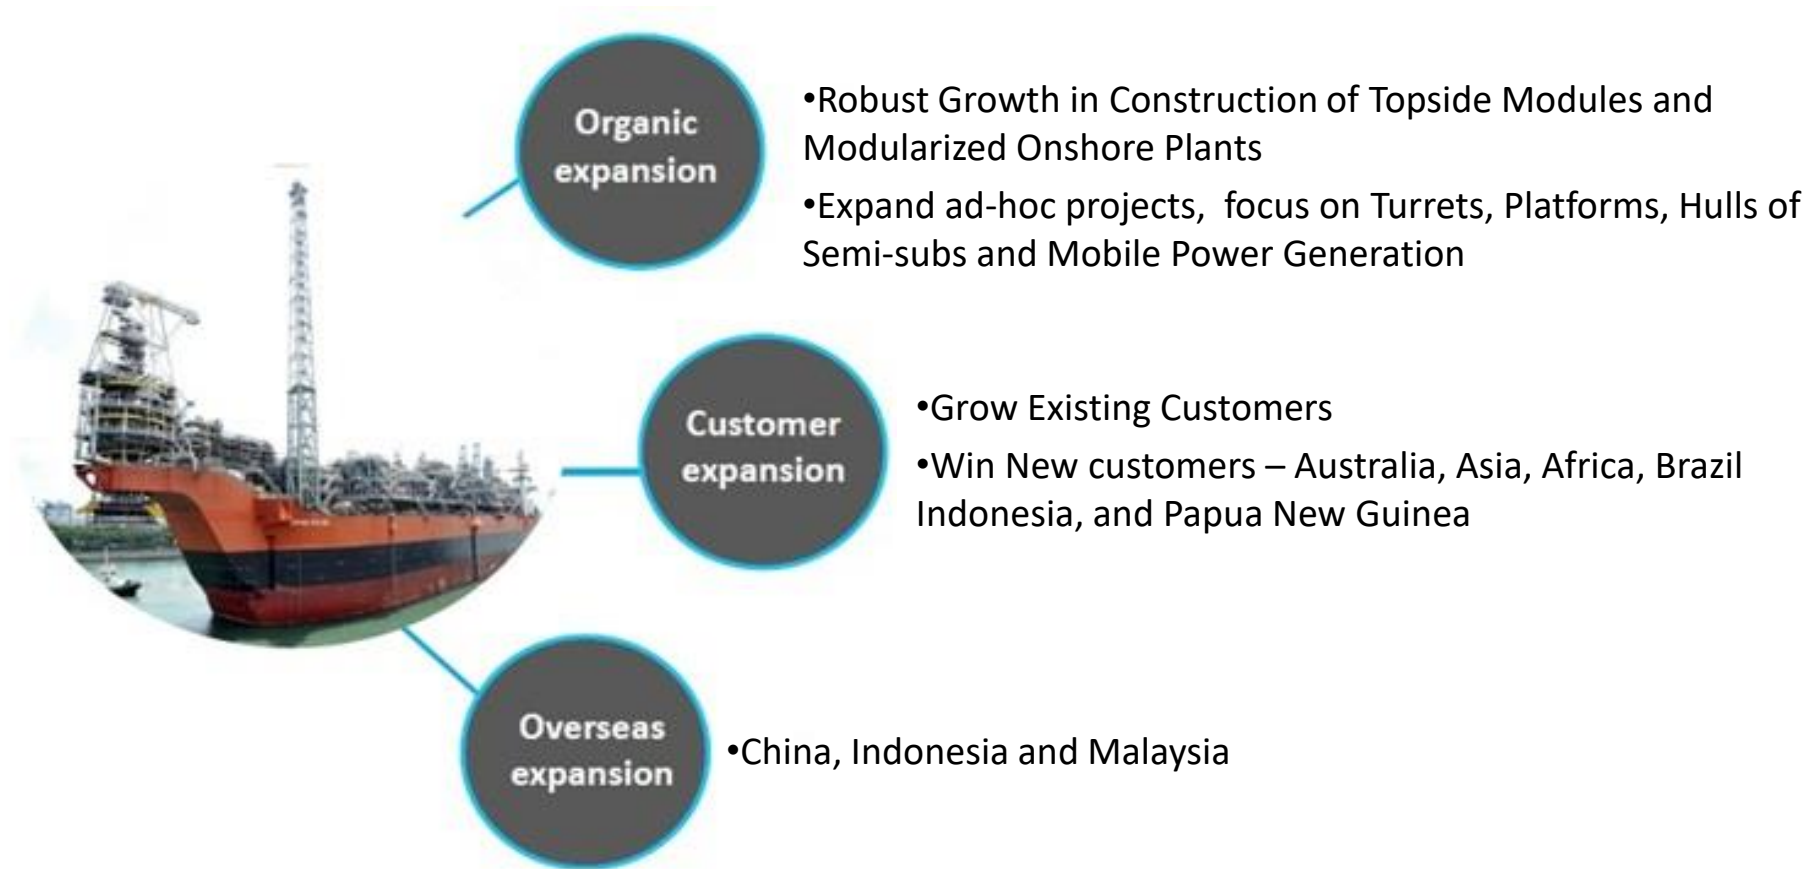 Organic
expansion
•Robust Growth in Construction of Topside Modules and
Modularized Onshore Plants
•Expand ad-hoc projects,  focus on Turrets, Platforms, Hulls of
Semi-subs and Mobile Power Generation
Customer
expansion
•Grow Existing Customers
•Win New customers – Australia, Asia, Africa, Brazil
Indonesia, and Papua New Guinea
Overseas
expansion
•China, Indonesia and Malaysia